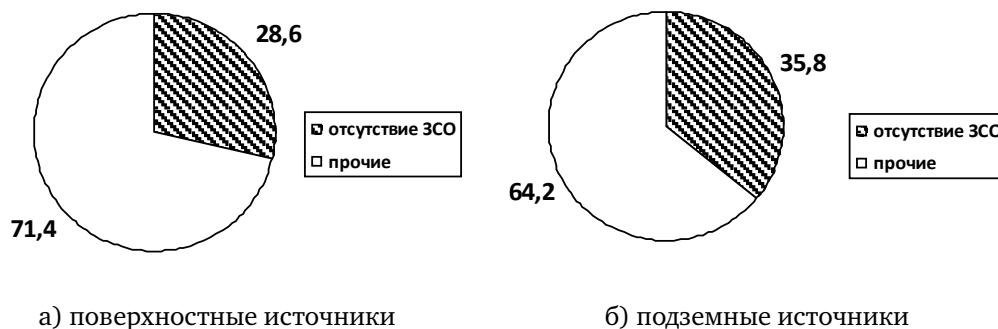 28,6
отсутствие ЗСО
прочие
71,4
35,8
отсутствие ЗСО
прочие
64,2
а) поверхностные источники
б) подземные источники